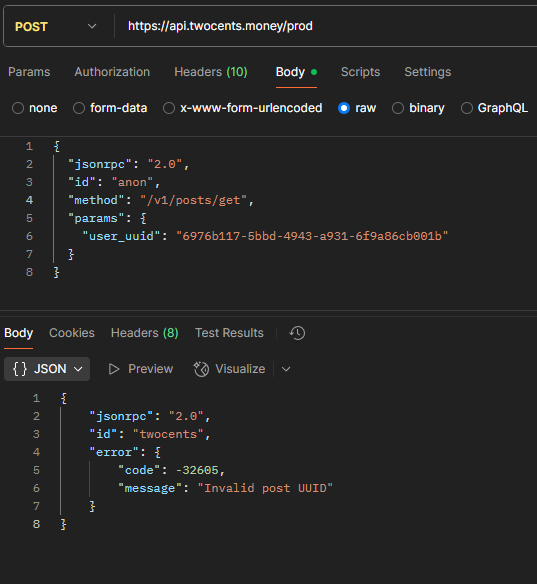 POST https://api.twocents.money/prod
Params Authorization Headers (10) Body Scripts Settings
none form-data x-www-form-urlencoded raw binary GraphQL
1 {
2 "jsonrpc": "2.0",
3 "id": "anon",
4 "method": "/v1/posts/get",
5 "params": {
6 "user_uuid": "6976b117-5bbd-4943-a931-6f9a86cb001b"
7 }
8 }
Body Cookies Headers (8) Test Results
{} JSON Preview Visualize
1 {
2 "jsonrpc": "2.0",
3 "id": "twocents",
4 "error": {
5 "code": -32605,
6 "message": "Invalid post UUID"
7 }
8 }